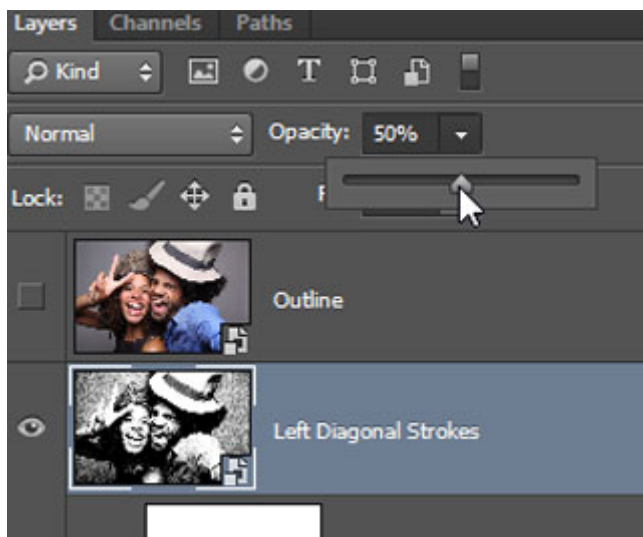 Layers Channels Paths
Kind T
Normal Opacity: 50%
Lock: F
Outline
Left Diagonal Strokes